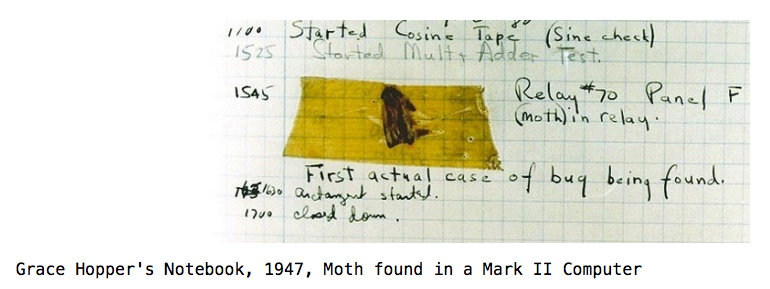 1100 Started Cosine Tape (Sine check)
1525 Started Mult+ Adder Test.
1545 Relay #70 Panel F
(moth) in relay.
First actual case of bug being found.
1630 antangent started.
1700 closed down.
Grace Hopper's Notebook, 1947, Moth found in a Mark II Computer